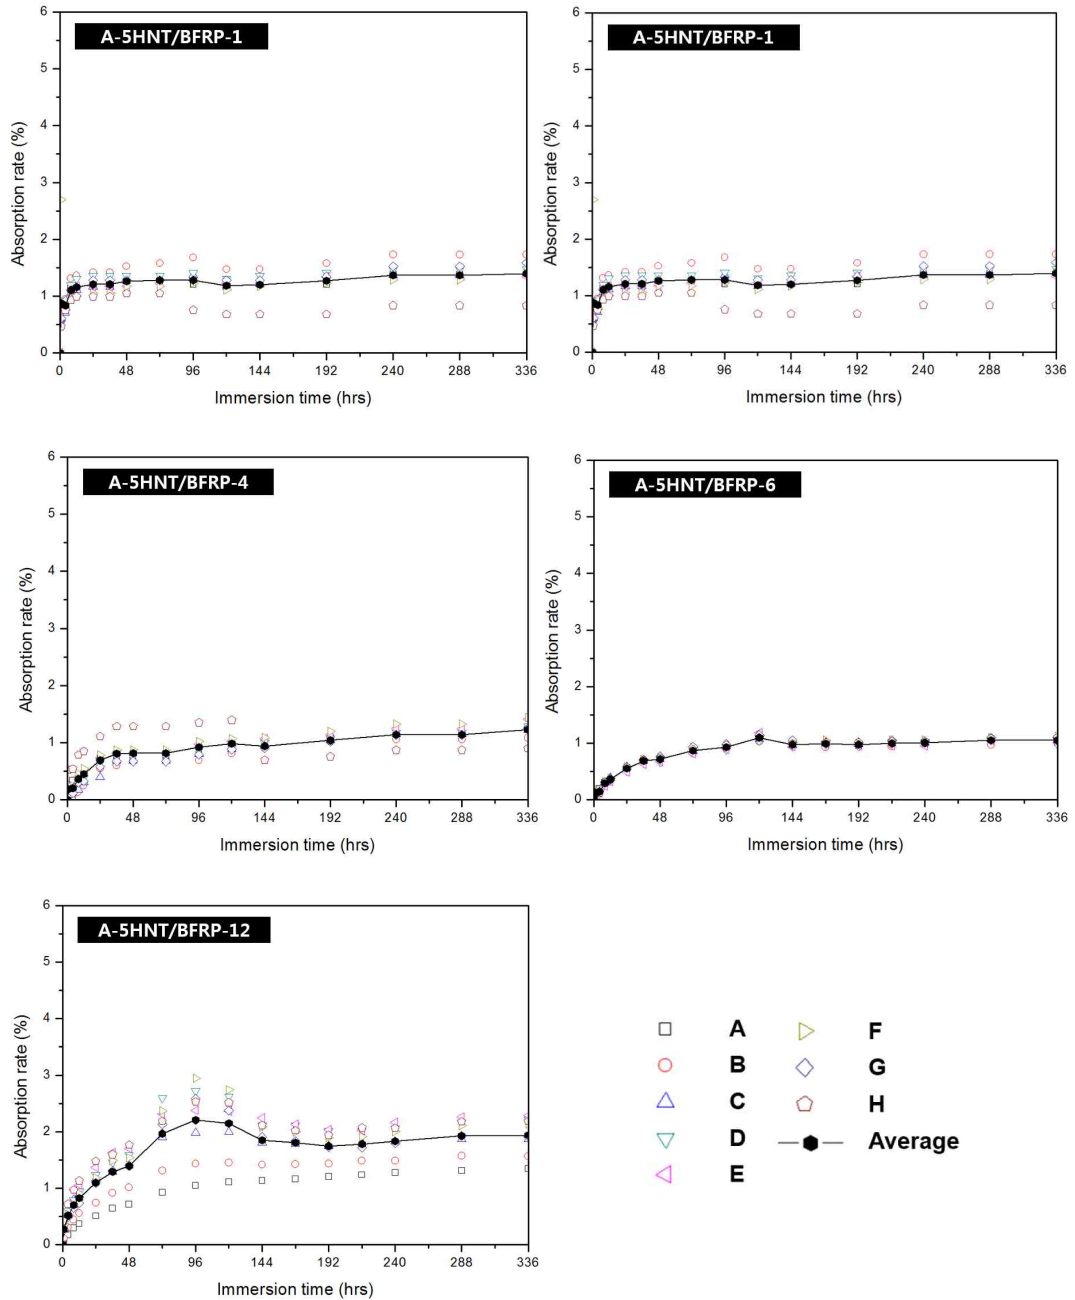 A-5HNT/BFRP-1
6
5
4
3
2
1
0
Absorption rate (%)
0 48 96 144 192 240 288 336
Immersion time (hrs)
A-5HNT/BFRP-1
6
5
4
3
2
1
0
Absorption rate (%)
0 48 96 144 192 240 288 336
Immersion time (hrs)
A-5HNT/BFRP-4
6
5
4
3
2
1
0
Absorption rate (%)
0 48 96 144 192 240 288 336
Immersion time (hrs)
A-5HNT/BFRP-6
6
5
4
3
2
1
0
Absorption rate (%)
0 48 96 144 192 240 288 336
Immersion time (hrs)
A-5HNT/BFRP-12
6
5
4
3
2
1
0
Absorption rate (%)
0 48 96 144 192 240 288 336
Immersion time (hrs)
A
B
C
D
E
F
G
H
Average